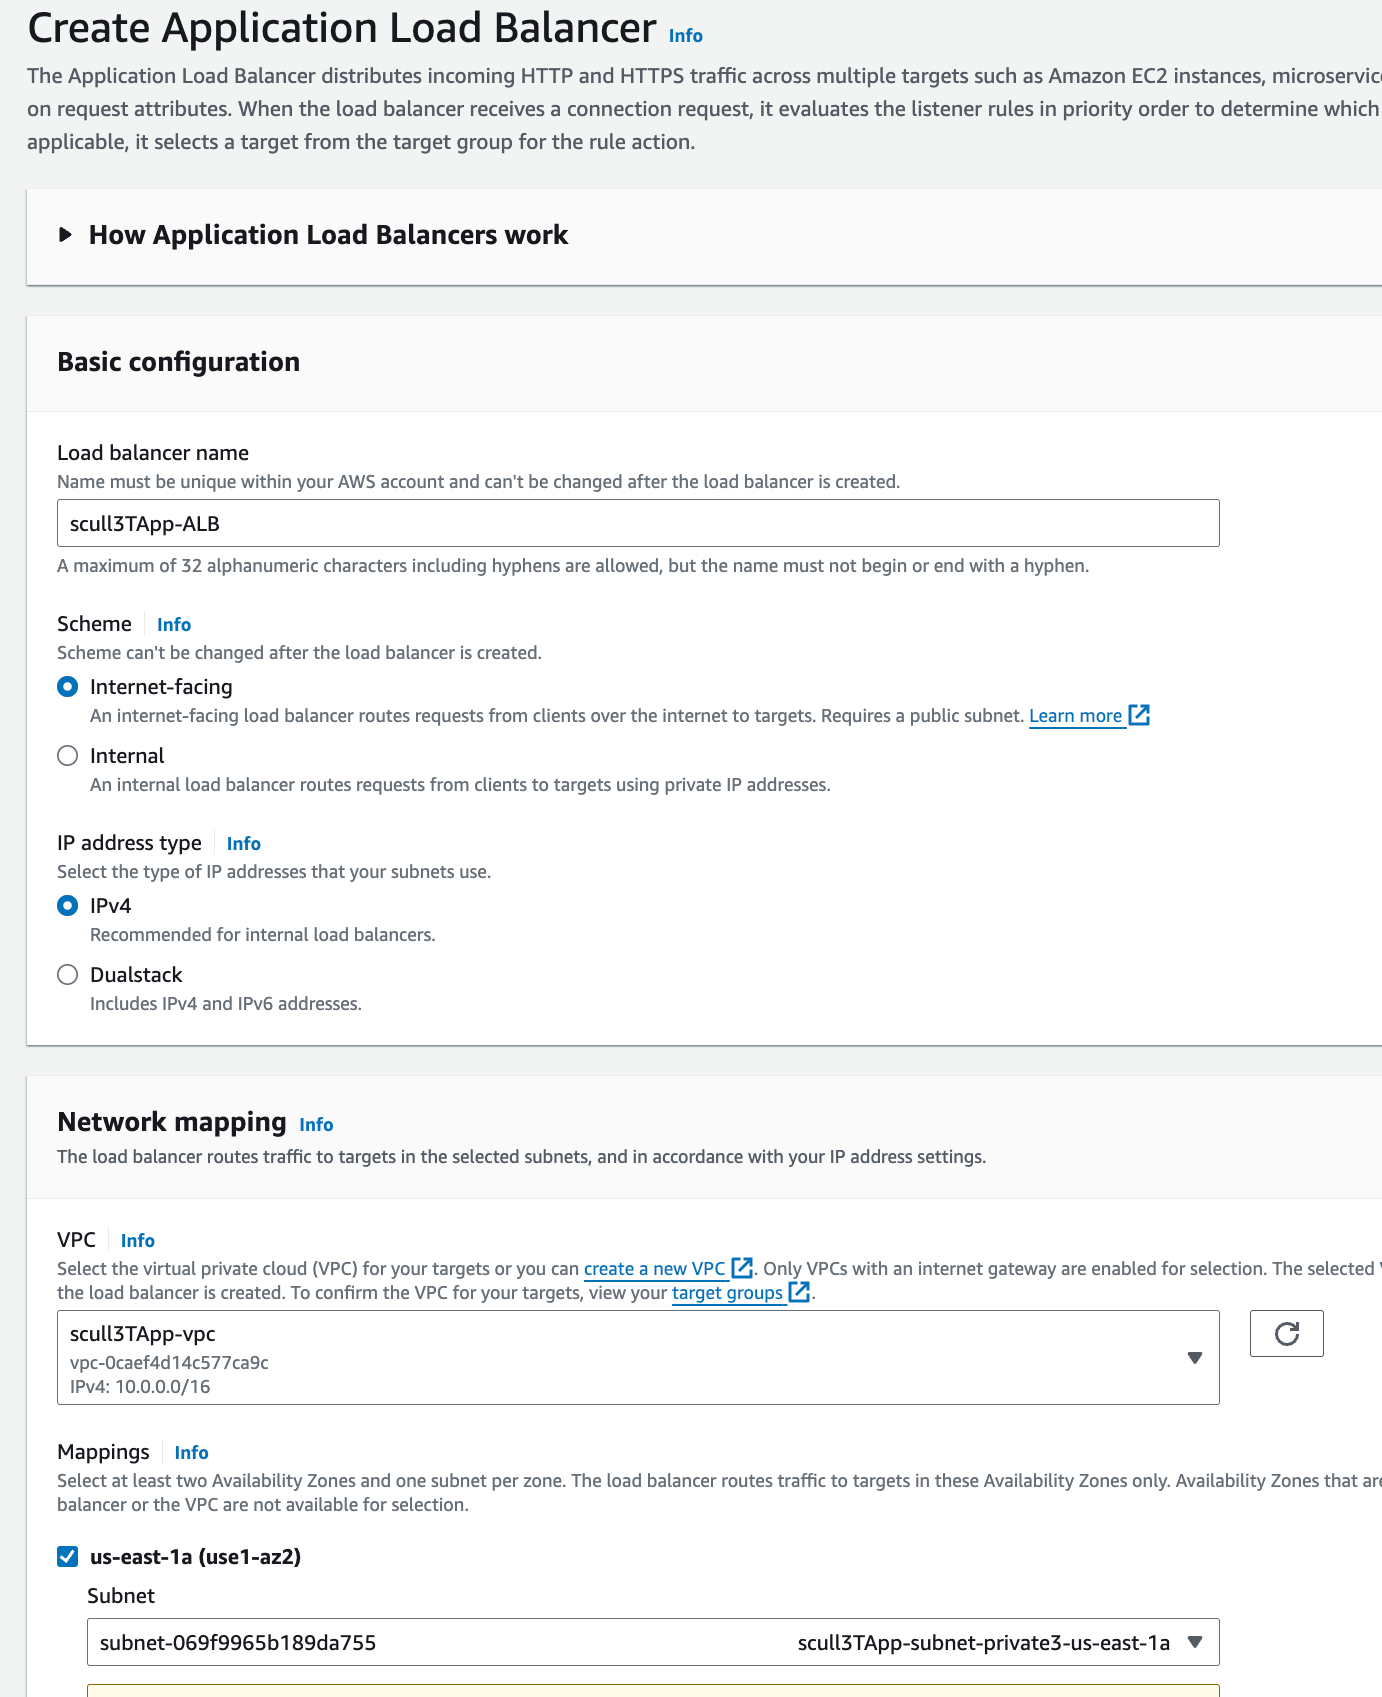 Create Application Load Balancer Info
The Application Load Balancer distributes incoming HTTP and HTTPS traffic across multiple targets such as Amazon EC2 instances,
on request attributes. When the load balancer receives a connection request, it evaluates the listener rules in priority order to determine which
applicable, it selects a target from the target group for the rule action.
How Application Load Balancers work
Basic configuration
Load balancer name
Name must be unique within your AWS account and can't be changed after the load balancer is created.
scull3TApp-ALB
A maximum of 32 alphanumeric characters including hyphens are allowed, but the name must not begin or end with a hyphen.
Scheme Info
Scheme can't be changed after the load balancer is created.
Internet-facing
An internet-facing load balancer routes requests from clients over the internet to targets. Requires a public subnet. Learn more
Internal
An internal load balancer routes requests from clients to targets using private IP addresses.
IP address type Info
Select the type of IP addresses that your subnets use.
IPv4
Recommended for internal load balancers.
Dualstack
Includes IPv4 and IPv6 addresses.
Network mapping Info
The load balancer routes traffic to targets in the selected subnets, and in accordance with your IP address settings.
VPC Info
Select the virtual private cloud (VPC) for your targets or you can create a new VPC. Only VPCs with an internet gateway are enabled for selection. The selected
the load balancer is created. To confirm the VPC for your targets, view your target groups.
scull3TApp-vpc
vpc-0caef4d14c577ca9c
IPv4: 10.0.0.0/16
Mappings Info
Select at least two Availability Zones and one subnet per zone. The load balancer routes traffic to targets in these Availability Zones only. Availability Zones that
balancer or the VPC are not available for selection.
us-east-1a (use1-az2)
Subnet
subnet-069f9965b189da755 scull3TApp-subnet-private3-us-east-1a